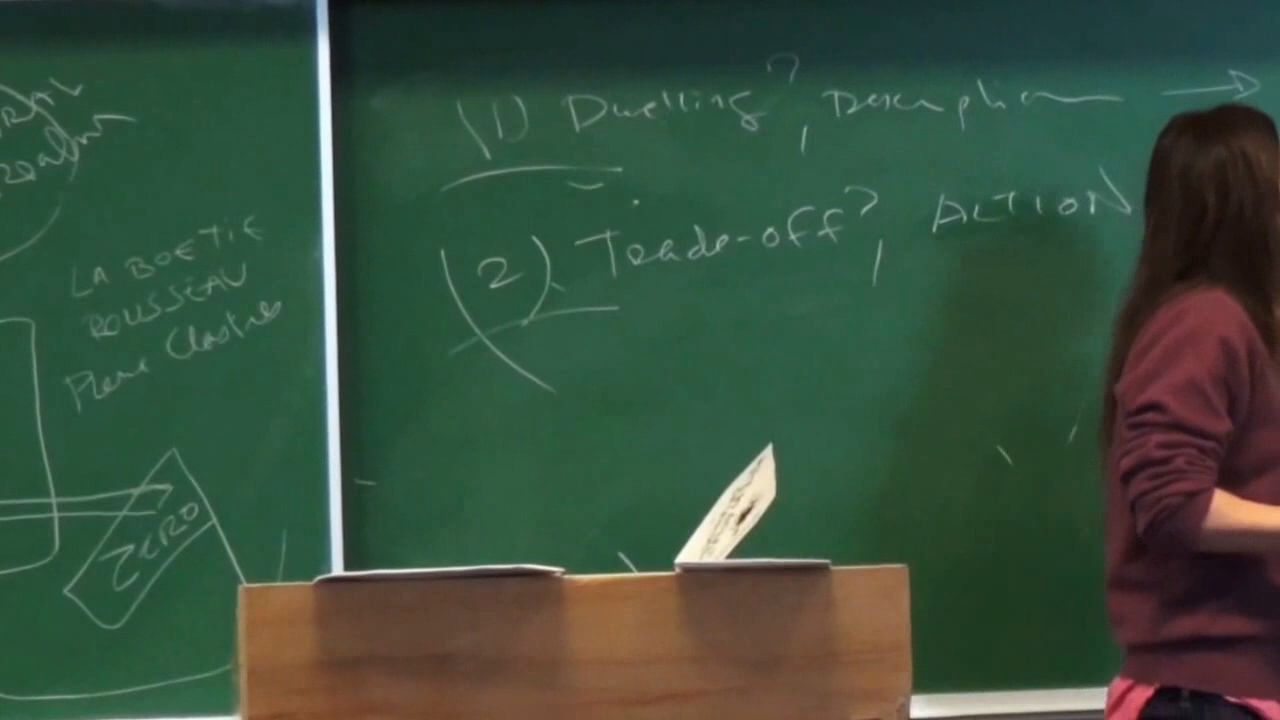 LA BOETIE
ROUSSEAU
Pierre Clastres
ZERO
(1) Dwelling?, Description →
(2) Trade-off?, ACTION